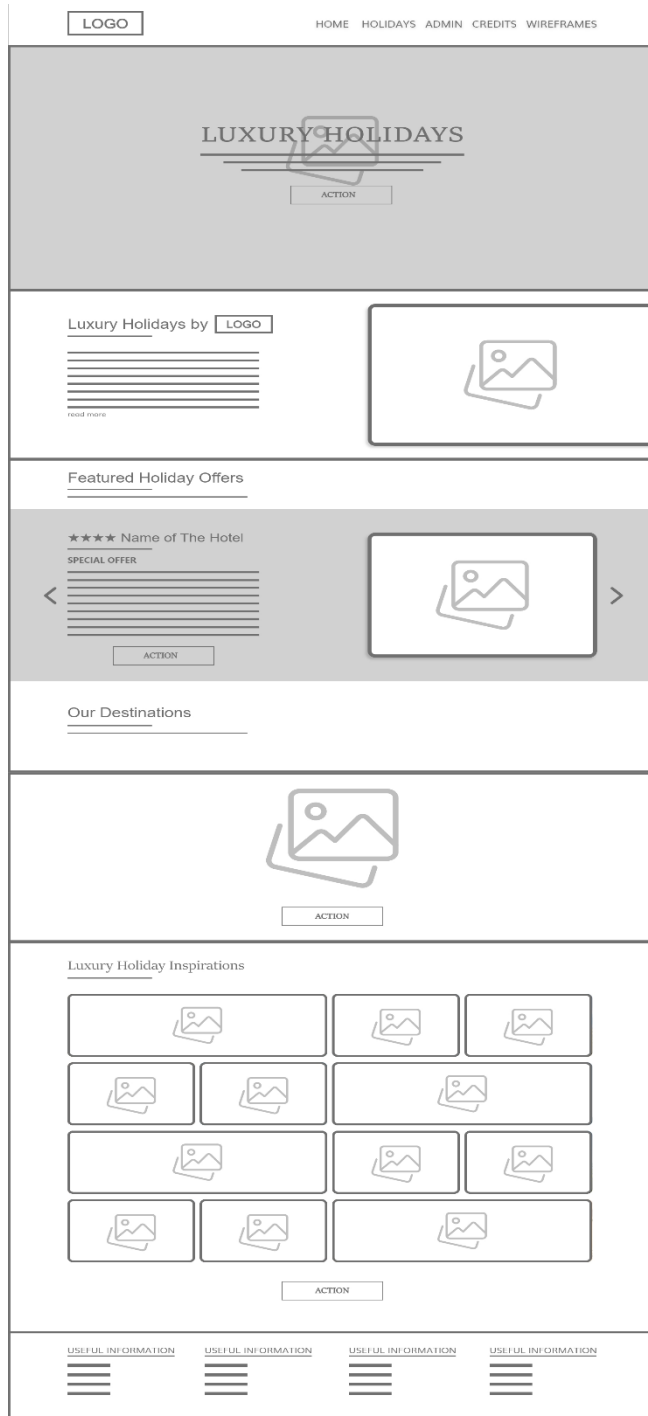 LOGO
HOME HOLIDAYS ADMIN CREDITS WIREFRAMES
LUXURY HOLIDAYS
ACTION
Luxury Holidays by LOGO
read more
Featured Holiday Offers
★★★★ Name of The Hotel
SPECIAL OFFER
ACTION
Our Destinations
ACTION
Luxury Holiday Inspirations
ACTION
USEFUL INFORMATION USEFUL INFORMATION USEFUL INFORMATION USEFUL INFORMATION